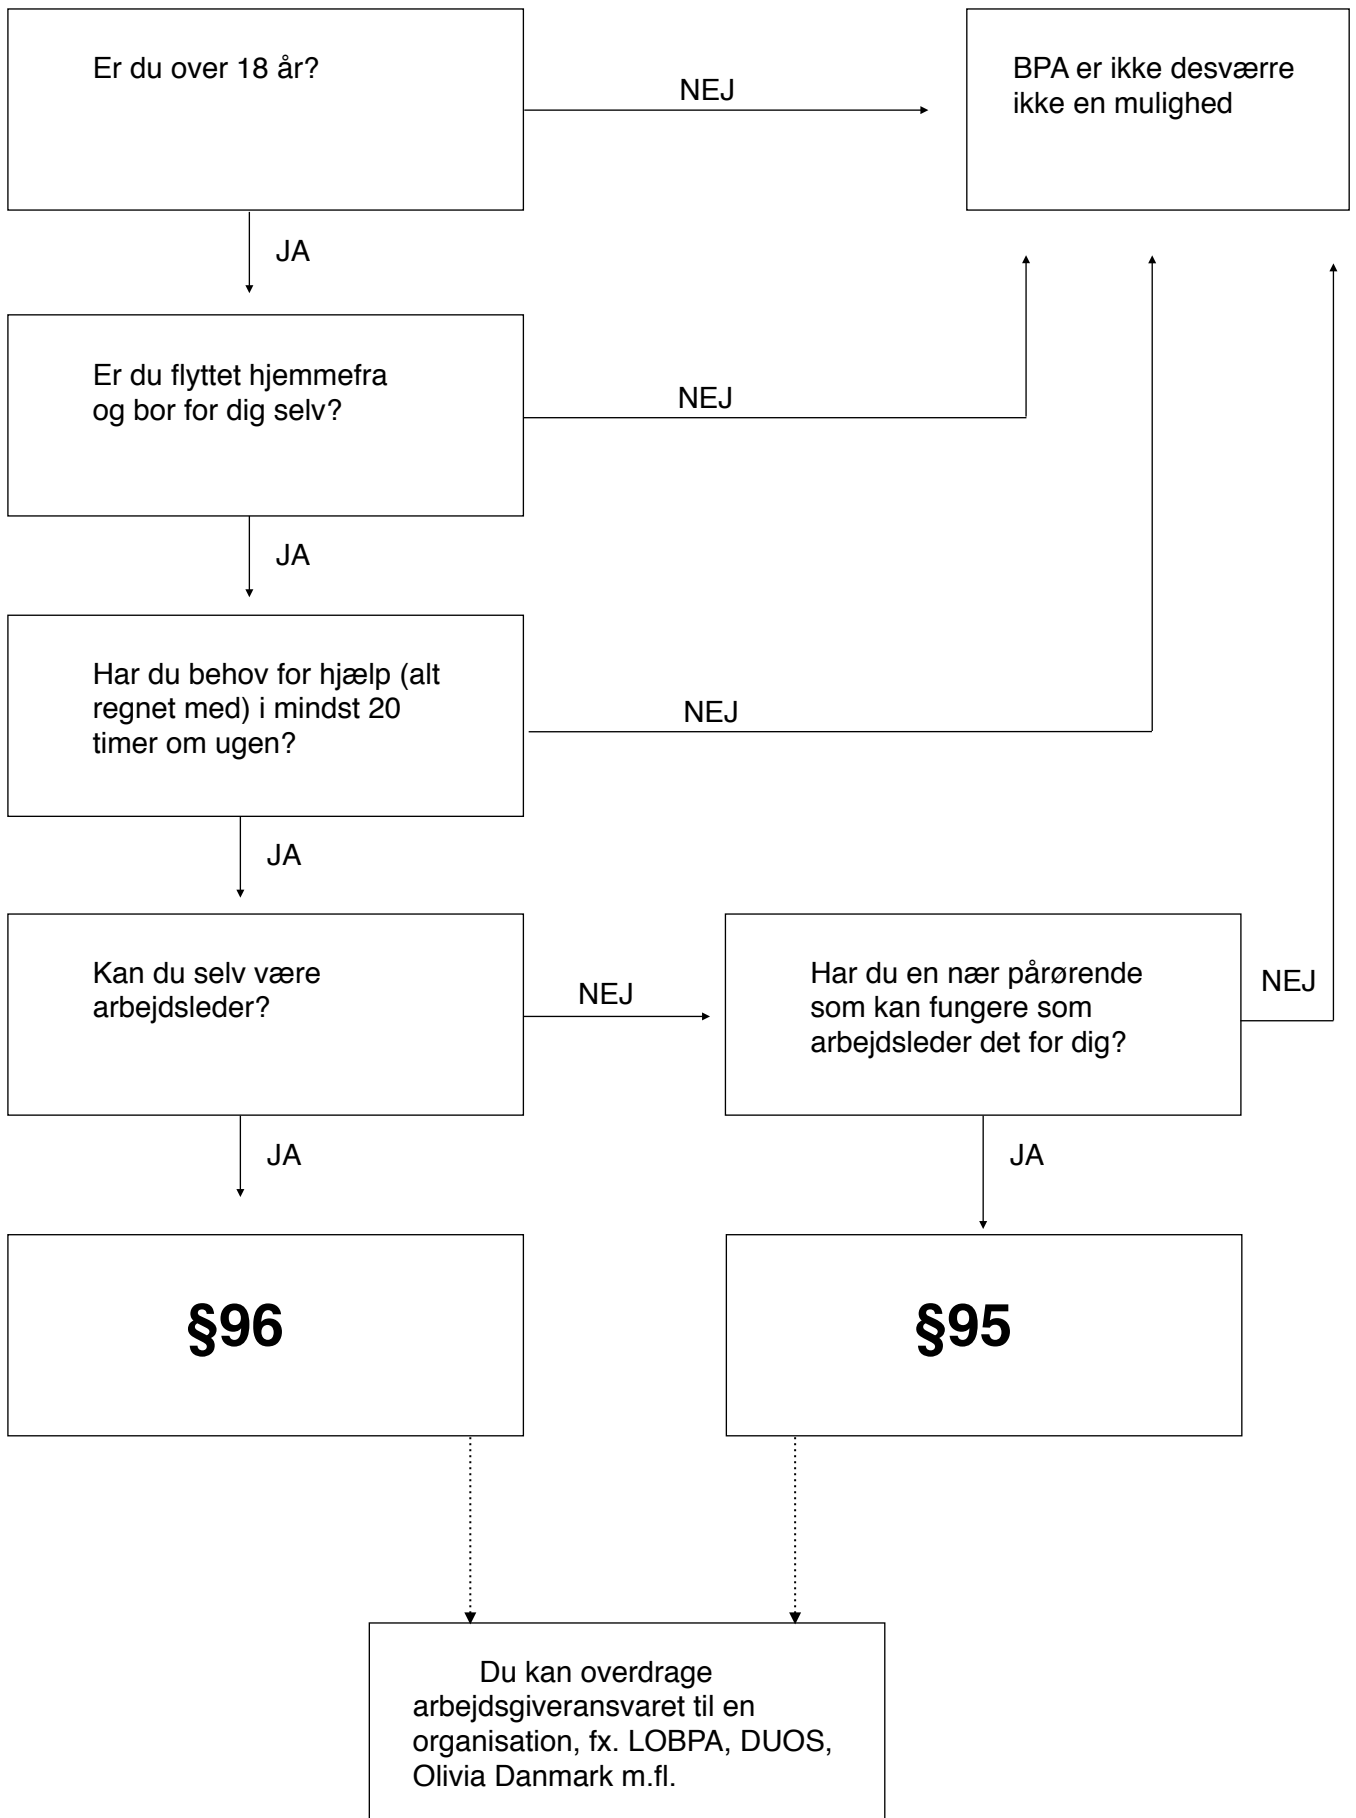 Er du over 18 år?
NEJ
BPA er ikke desværre
ikke en mulighed
JA
Er du flyttet hjemmefra
og bor for dig selv?
NEJ
JA
Har du behov for hjælp (alt
regnet med) i mindst 20
timer om ugen?
NEJ
JA
Kan du selv være
arbejdsleder?
NEJ
Har du en nær pårørende
som kan fungere som
arbejdsleder det for dig?
NEJ
JA
JA
§96
§95
Du kan overdrage
arbejdsgiveransvaret til en
organisation, fx. LOBPA, DUOS,
Olivia Danmark m.fl.